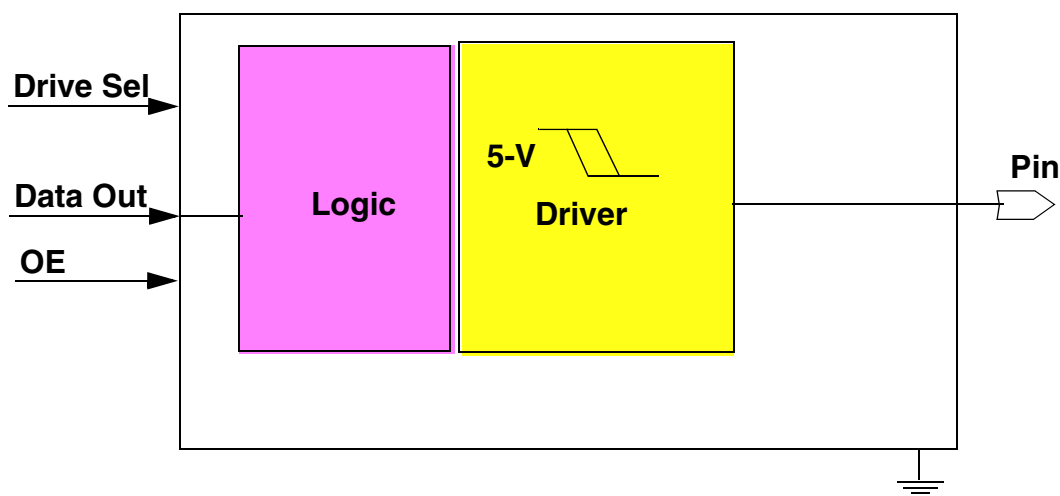 Drive Sel
Data Out
OE
Logic
5-V
Driver
Pin